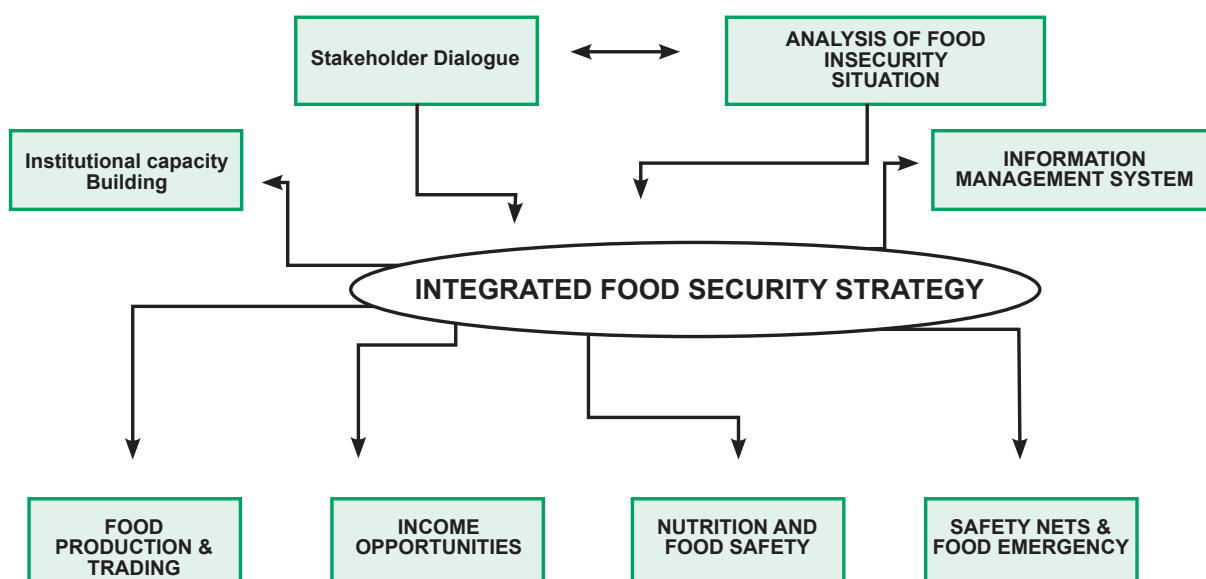 Stakeholder Dialogue
ANALYSIS OF FOOD
INSECURITY
SITUATION
Institutional capacity
Building
INFORMATION
MANAGEMENT SYSTEM
INTEGRATED FOOD SECURITY STRATEGY
FOOD
PRODUCTION &
TRADING
INCOME
OPPORTUNITIES
NUTRITION AND
FOOD SAFETY
SAFETY NETS &
FOOD EMERGENCY